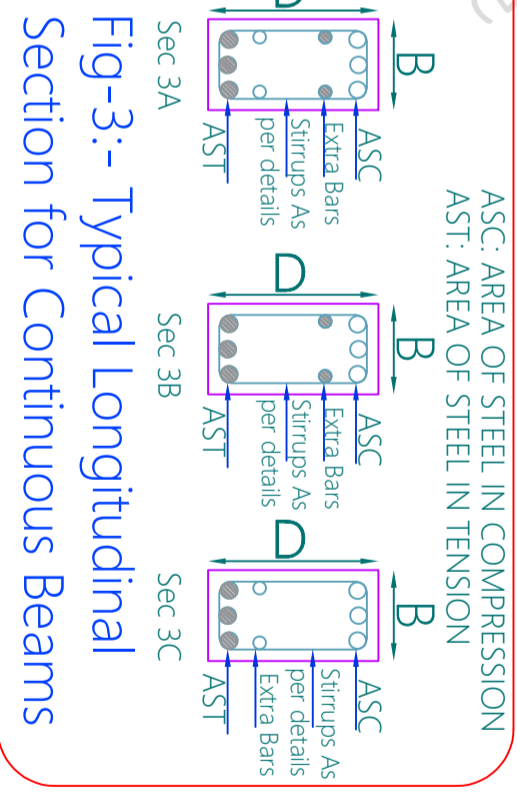 ASC: AREA OF STEEL IN COMPRESSION
AST: AREA OF STEEL IN TENSION
B
D
ASC
Extra Bars
Stirrups As
per details
AST
Sec 3A
B
D
ASC
Extra Bars
Stirrups As
per details
AST
Sec 3B
B
D
ASC
Stirrups As
per details
Extra Bars
AST
Sec 3C
Fig-3:- Typical Longitudinal
Section for Continuous Beams